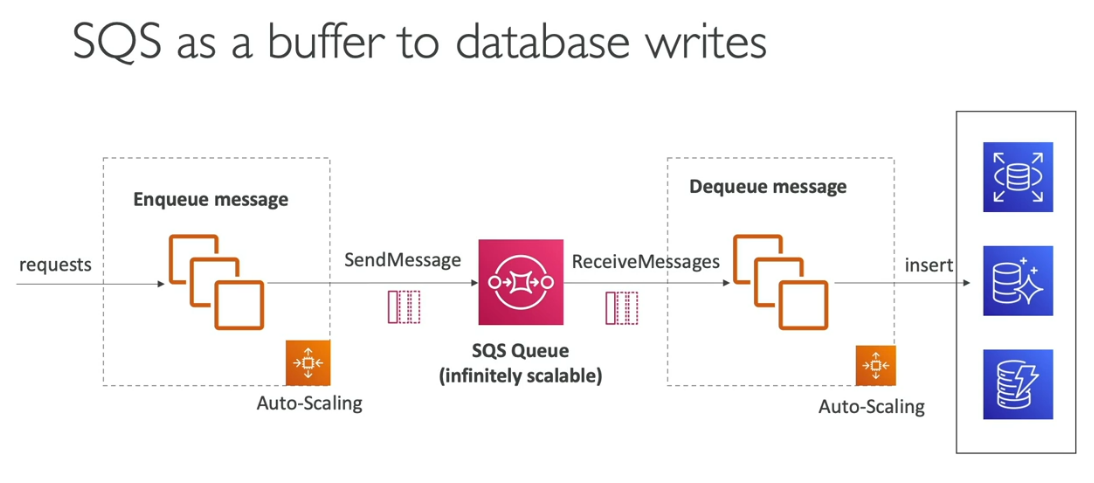 SQS as a buffer to database writes
Enqueue message
Dequeue message
requests
SendMessage
ReceiveMessages
insert
SQS Queue
(infinitely scalable)
Auto-Scaling
Auto-Scaling